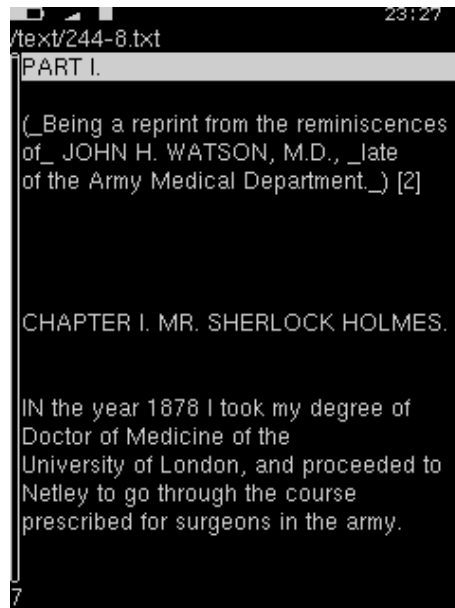 23:27
/text/244-8.txt
PART I.
(_Being a reprint from the reminiscences
of_ JOHN H. WATSON, M.D., _late
of the Army Medical Department._) [2]
CHAPTER I. MR. SHERLOCK HOLMES.
IN the year 1878 I took my degree of
Doctor of Medicine of the
University of London, and proceeded to
Netley to go through the course
prescribed for surgeons in the army.
7